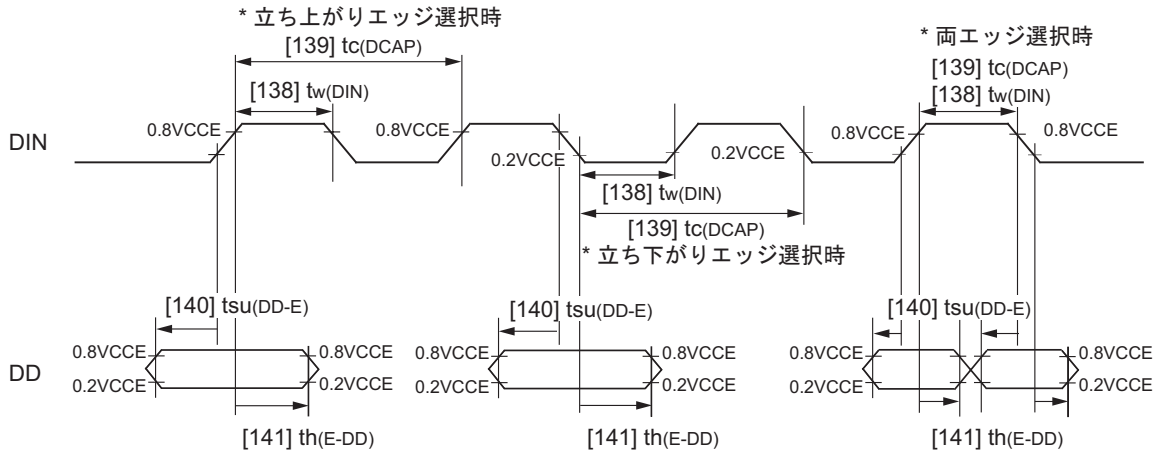 * 立ち上がりエッジ選択時
[139] tc(DCAP)
[138] tw(DIN)
* 両エッジ選択時
[139] tc(DCAP)
[138] tw(DIN)
DIN
0.8VCCE
0.8VCCE
0.2VCCE
0.2VCCE
0.8VCCE
0.8VCCE
[138] tw(DIN)
[139] tc(DCAP)
* 立ち下がりエッジ選択時
[140] tsu(DD-E)
[140] tsu(DD-E)
[140] tsu(DD-E)
DD
0.8VCCE
0.8VCCE
0.8VCCE
0.8VCCE
0.8VCCE
0.8VCCE
0.2VCCE
0.2VCCE
0.2VCCE
0.2VCCE
0.2VCCE
0.2VCCE
[141] th(E-DD)
[141] th(E-DD)
[141] th(E-DD)